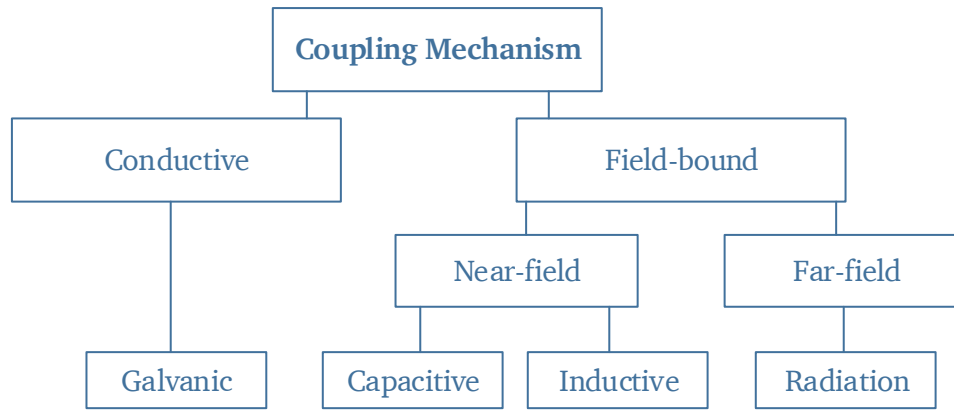 Coupling Mechanism
Conductive
Field-bound
Near-field
Far-field
Galvanic
Capacitive
Inductive
Radiation